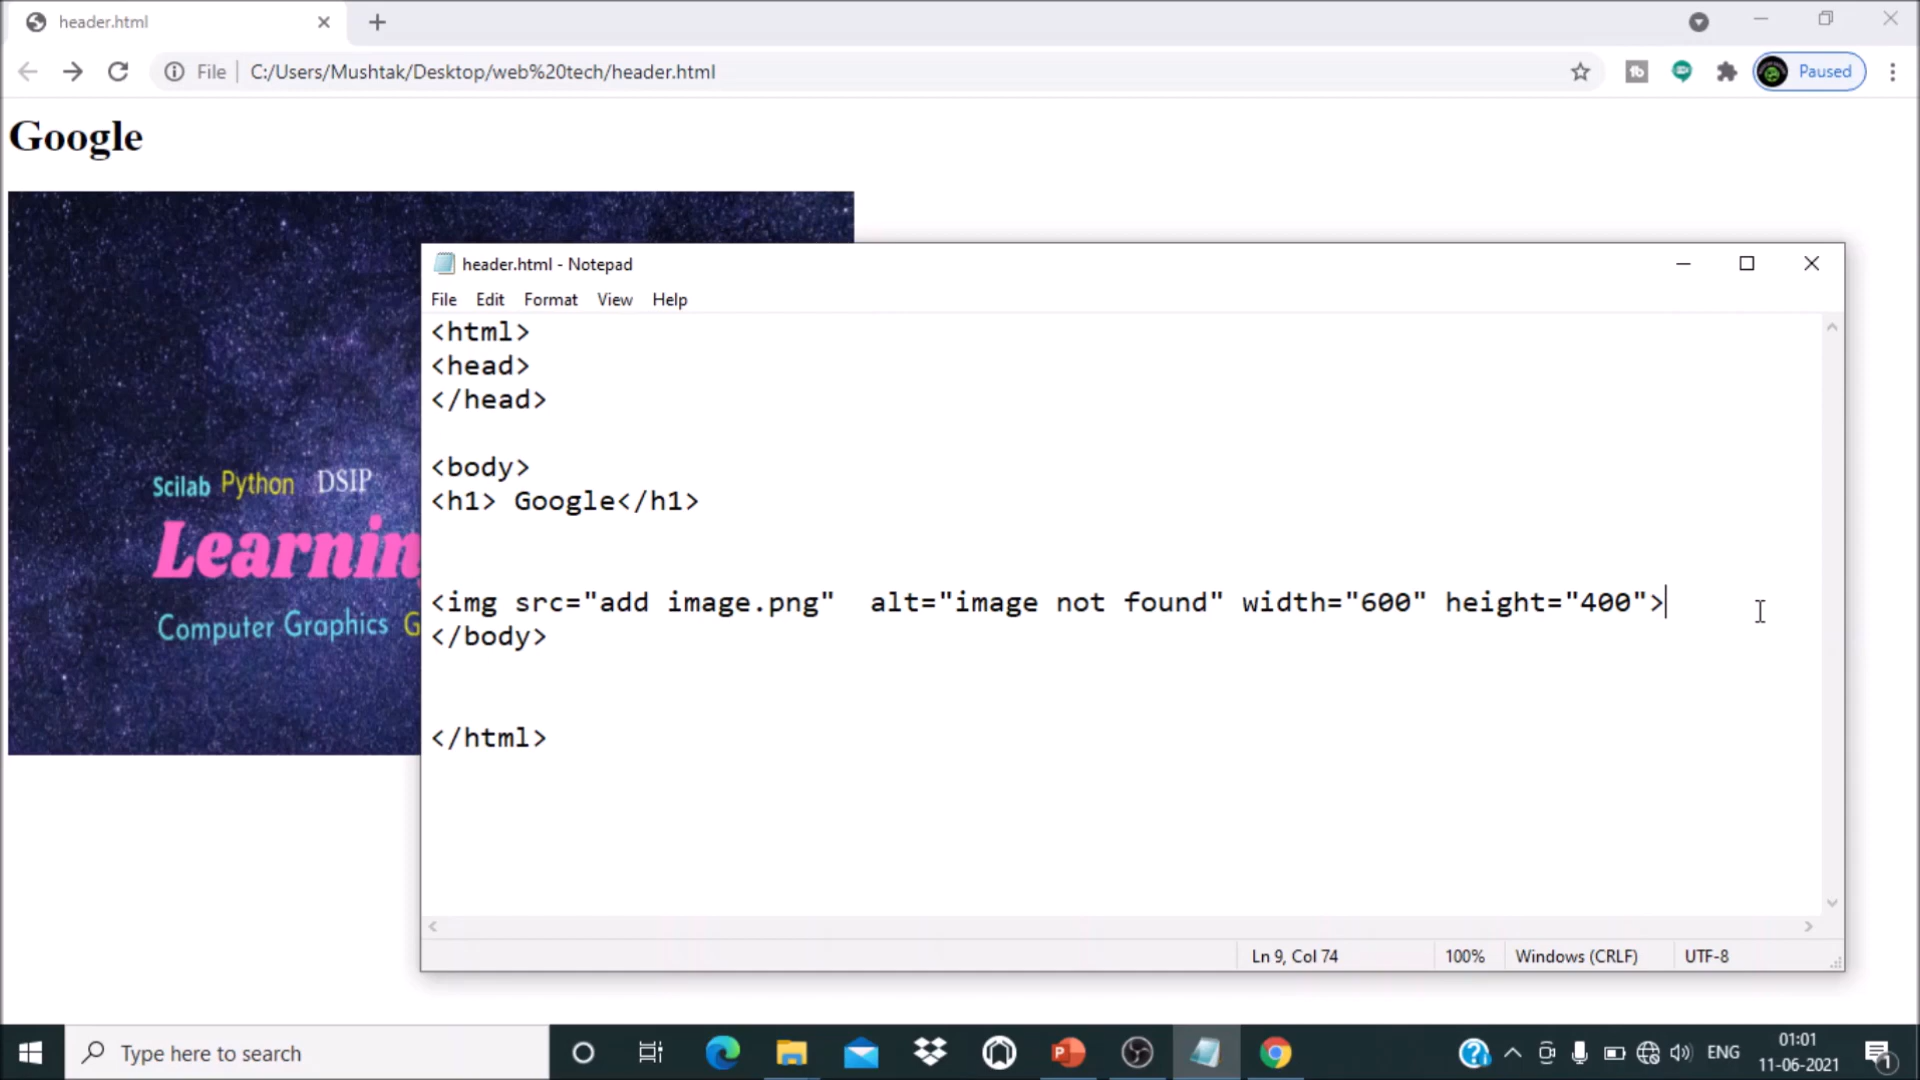 header.html
File
C:/Users/Mushtak/Desktop/web%20tech/header.html
Paused
Google
Scilab Python DSIP
Computer Graphics
header.html - Notepad
File Edit Format View Help
<html>
<head>
</head>
<body>
<h1> Google</h1>
<img src="add image.png"  alt="image not found" width="600" height="400">
</body>
</html>
Ln 9, Col 74
100%
Windows (CRLF)
UTF-8
Type here to search
ENG
01:01
11-06-2021
1